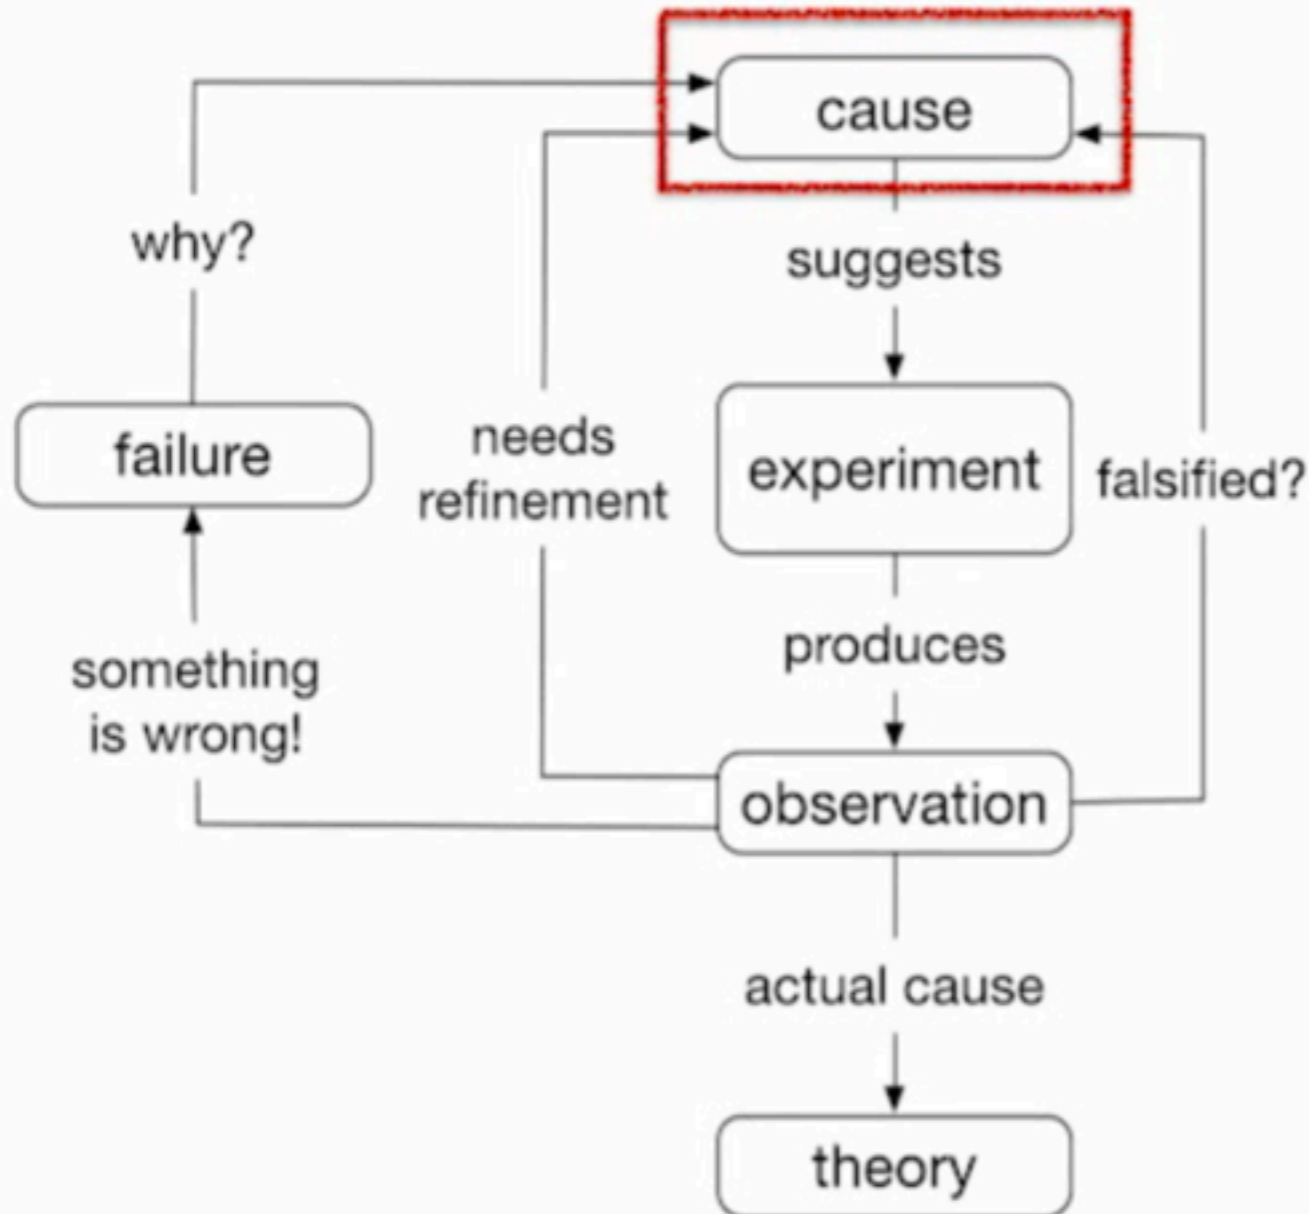 cause
why?
suggests
failure
needs
refinement
experiment
falsified?
something
is wrong!
produces
observation
actual cause
theory